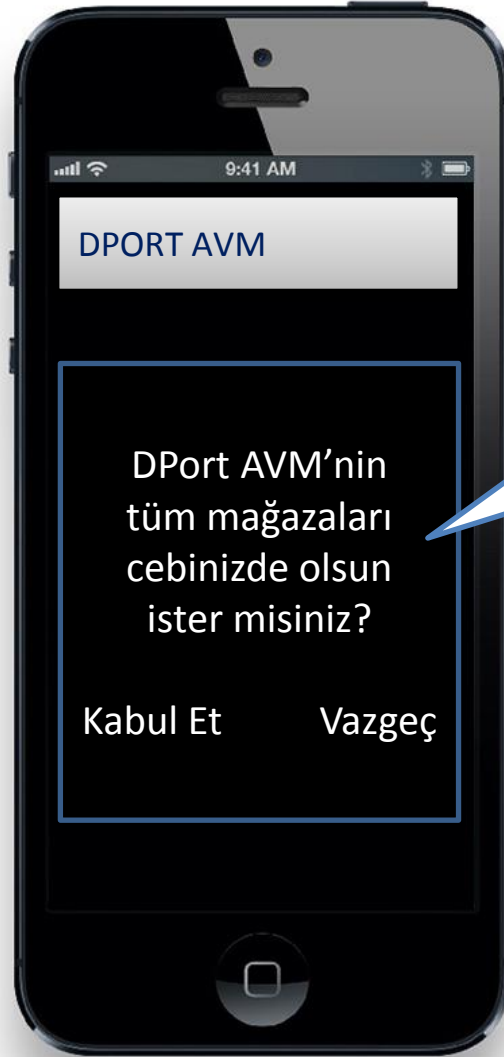 9:41 AM
DPORT AVM
DPort AVM’nin
tüm mağazaları
cebinizde olsun
ister misiniz?
Kabul Et Vazgeç